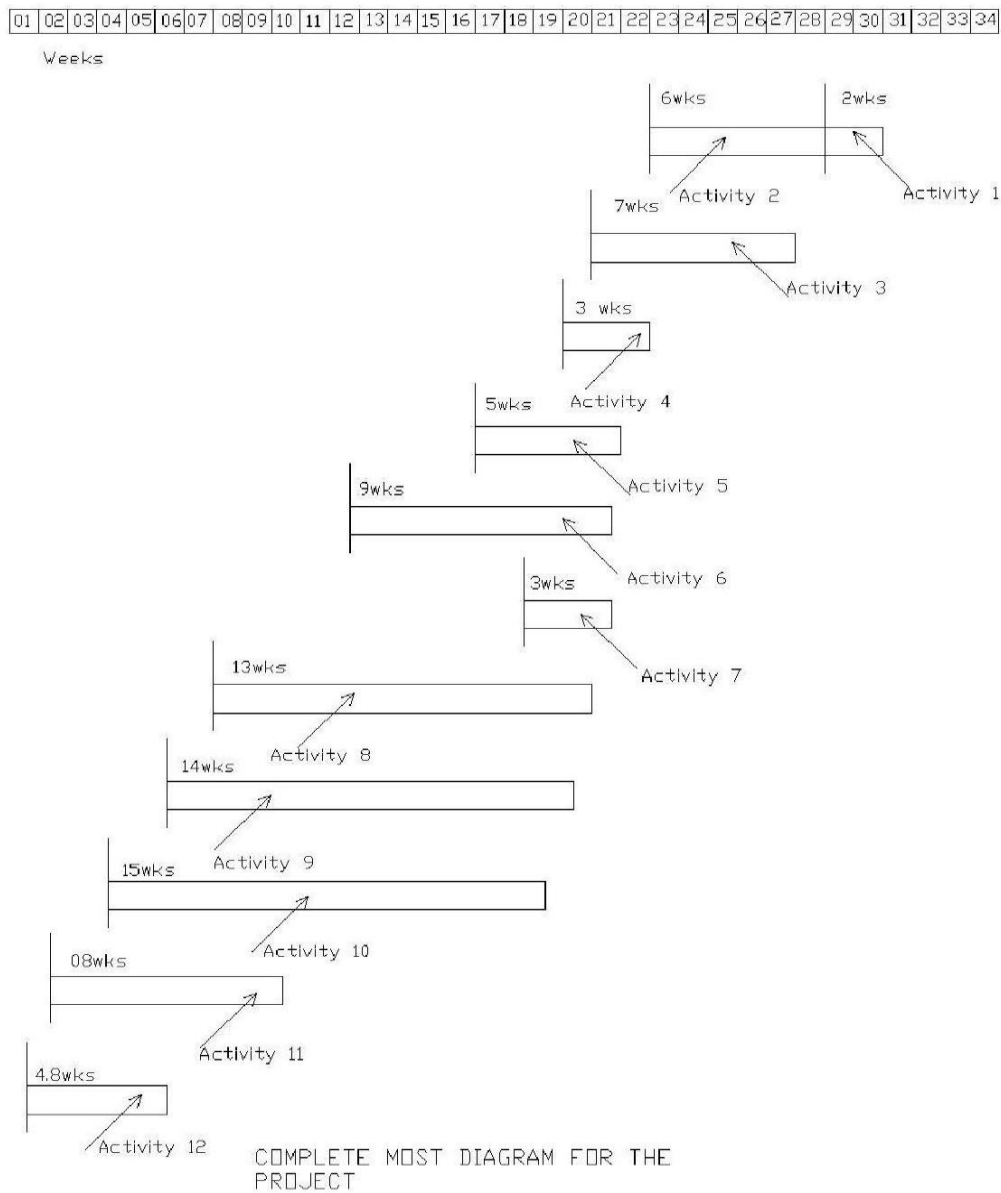 01 02 03 04 05 06 07 08 09 10 11 12 13 14 15 16 17 18 19 20 21 22 23 24 25 26 27 28 29 30 31 32 33 34
Weeks
6wks 2wks
Activity 2 Activity 1
7wks
Activity 3
3 wks
Activity 4
5wks
Activity 5
9wks
Activity 6
3wks
Activity 7
13wks
Activity 8
14wks
Activity 9
15wks
Activity 10
08wks
Activity 11
4.8wks
Activity 12
COMPLETE MOST DIAGRAM FOR THE
PROJECT